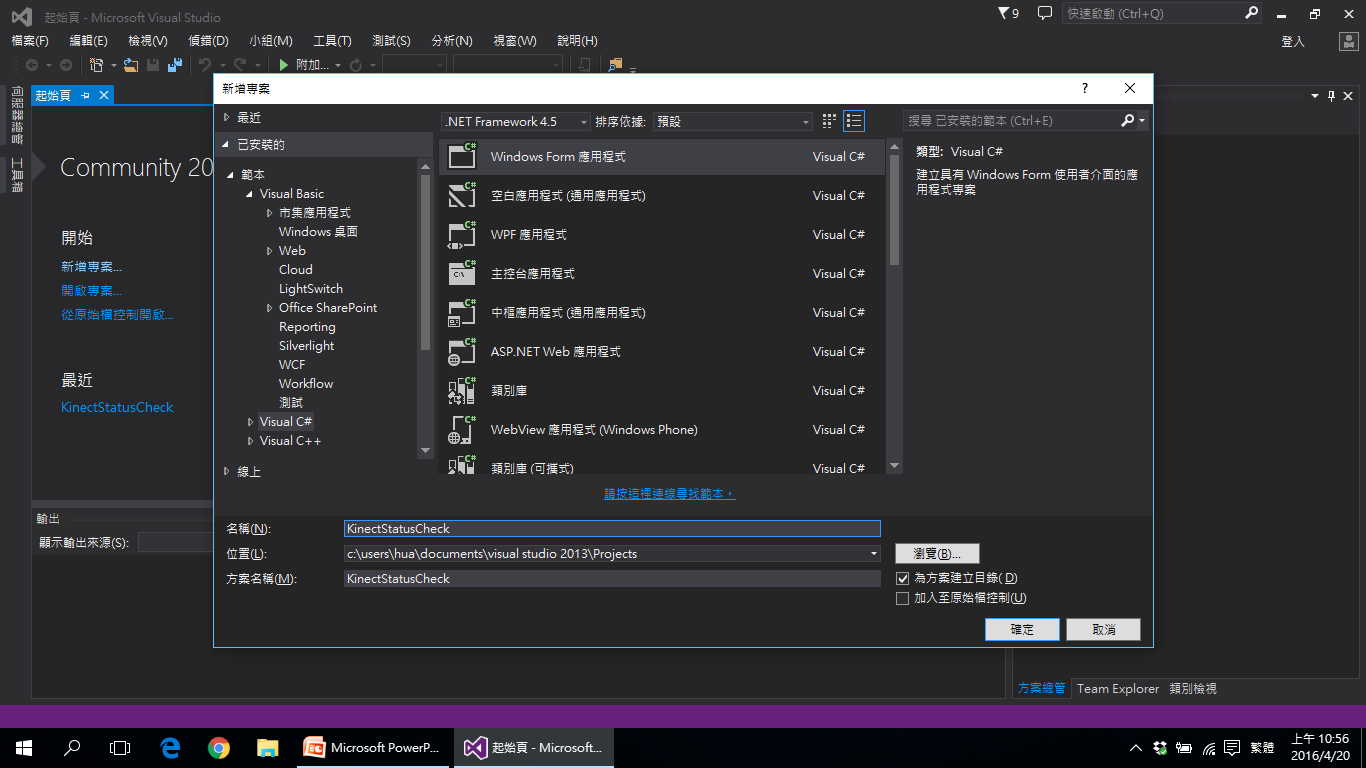 起始頁 - Microsoft Visual Studio
9
快速啟動 (Ctrl+Q)
檔案(F) 編輯(E) 檢視(V) 偵錯(D) 小組(M) 工具(T) 測試(S) 分析(N) 視窗(W) 說明(H)
登入
附加...
伺服器總管
工具箱
起始頁
Community 20
開始
新增專案...
開啟專案...
從原始檔控制開啟...
最近
KinectStatusCheck
輸出
顯示輸出來源(S):
新增專案
?
最近
已安裝的
範本
Visual Basic
市集應用程式
Windows 桌面
Web
Cloud
LightSwitch
Office SharePoint
Reporting
Silverlight
WCF
Workflow
測試
Visual C#
Visual C++
線上
.NET Framework 4.5
排序依據: 預設
搜尋 已安裝的範本 (Ctrl+E)
Windows Form 應用程式 Visual C#
空白應用程式 (通用應用程式) Visual C#
WPF 應用程式 Visual C#
主控台應用程式 Visual C#
中樞應用程式 (通用應用程式) Visual C#
ASP.NET Web 應用程式 Visual C#
類別庫 Visual C#
WebView 應用程式 (Windows Phone) Visual C#
類別庫 (可攜式) Visual C#
類型: Visual C#
建立具有 Windows Form 使用者介面的應
用程式專案
請按這裡連線尋找範本。
名稱(N): KinectStatusCheck
位置(L): c:\users\hua\documents\visual studio 2013\Projects
瀏覽(B)...
方案名稱(M): KinectStatusCheck
為方案建立目錄( D)
加入至原始檔控制(U)
確定 取消
方案總管 Team Explorer 類別檢視
Microsoft PowerP...
起始頁 - Microsoft...
繁體
上午 10:56
2016/4/20